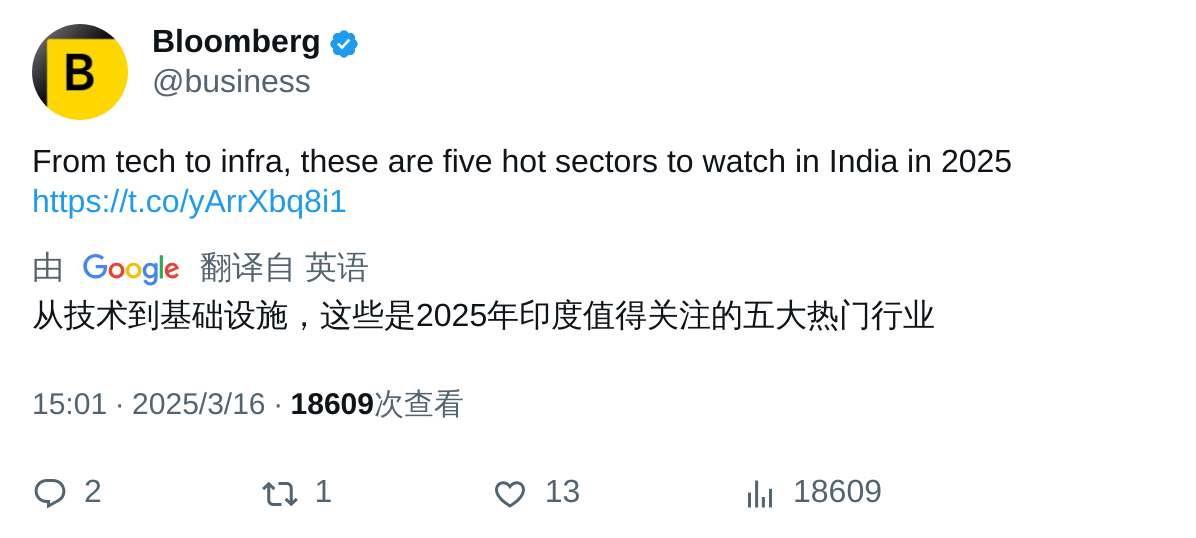 B
Bloomberg
@business
From tech to infra, these are five hot sectors to watch in India in 2025
https://t.co/yArrXbq8i1
由 Google 翻译自 英语
从技术到基础设施，这些是2025年印度值得关注的五大热门行业
15:01 · 2025/3/16 · 18609次查看
2 1 13 18609